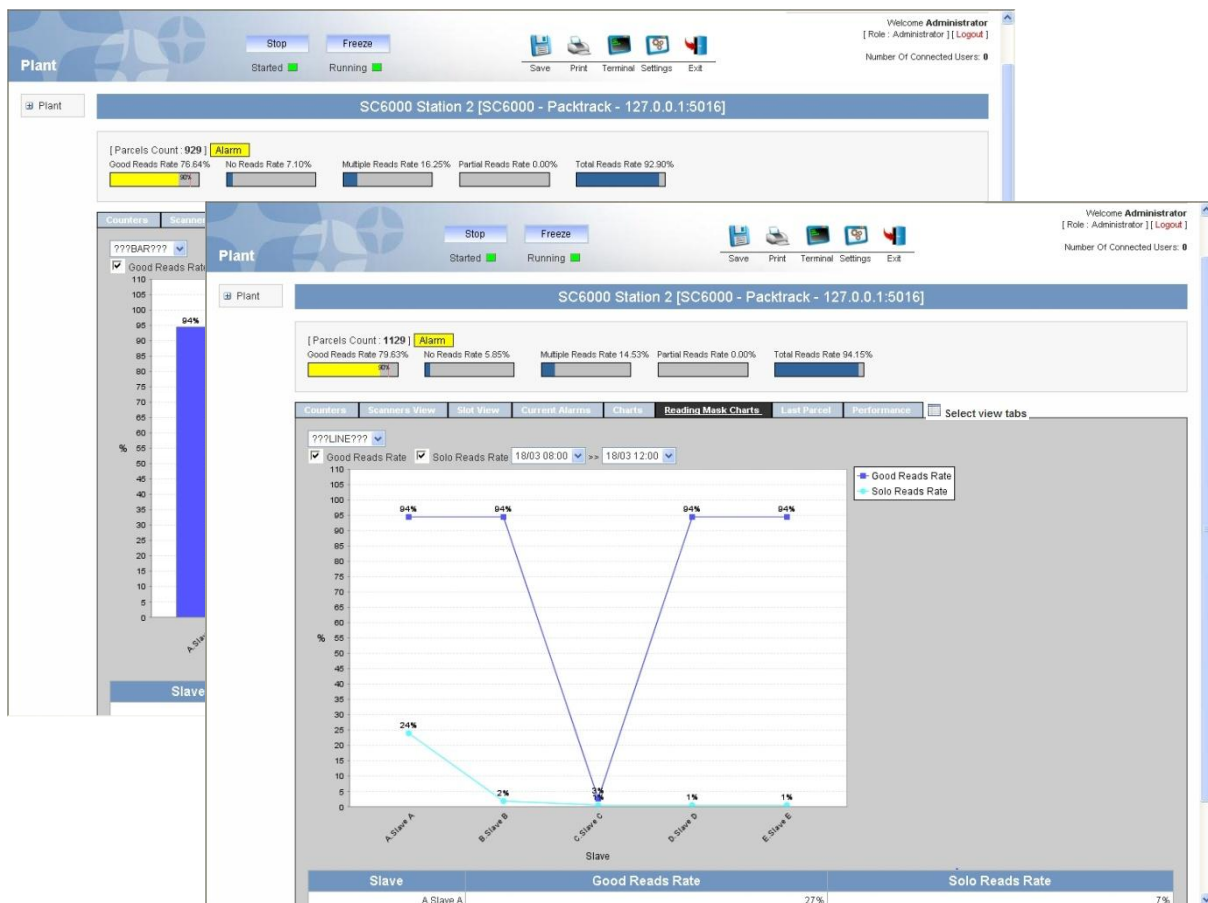 Welcome Administrator
[ Role : Administrator ] [ Logout ]
Number Of Connected Users: 0
Stop Freeze
Started Running
Save Print Terminal Settings Exit
Plant
Plant
SC6000 Station 2 [SC6000 - Packtrack - 127.0.0.1:5016]
[ Parcels Count : 929 ] Alarm
Good Reads Rate 76.64% No Reads Rate 7.10% Multiple Reads Rate 16.25% Partial Reads Rate 0.00% Total Reads Rate 92.90%
90%
Counters Scanners
???BAR???
Good Reads Rate
110
105
100
95
90
85
80
75
70
65
60
55
50
45
40
35
30
25
20
15
10
5
0
%
94%
A.Sla
Slave
Welcome Administrator
[ Role : Administrator ] [ Logout ]
Number Of Connected Users: 0
Stop Freeze
Started Running
Save Print Terminal Settings Exit
Plant
Plant
SC6000 Station 2 [SC6000 - Packtrack - 127.0.0.1:5016]
[ Parcels Count : 1129 ] Alarm
Good Reads Rate 79.63% No Reads Rate 5.85% Multiple Reads Rate 14.53% Partial Reads Rate 0.00% Total Reads Rate 94.15%
90%
Counters Scanners View Slot View Current Alarms Charts Reading Mask Charts Last Parcel Performance Select view tabs
???LINE???
Good Reads Rate Solo Reads Rate 18/03 08:00 >> 18/03 12:00
110
105
100
95
90
85
80
75
70
65
60
55
50
45
40
35
30
25
20
15
10
5
0
%
94% 94% 94% 94%
24% 2% 3% 1% 1%
A.Slave A B.Slave B C.Slave C D.Slave D E.Slave E
Slave
Good Reads Rate
Solo Reads Rate
Slave Good Reads Rate Solo Reads Rate
A.Slave A 27% 7%